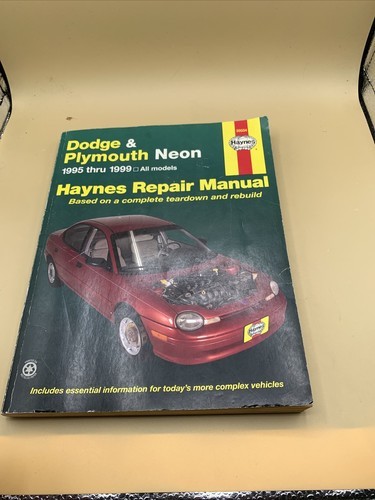 Dodge &
Plymouth Neon
1995 thru 1999 □ All models
Haynes
Haynes Repair Manual
Based on a complete teardown and rebuild
Haynes
Includes essential information for today's more complex vehicles